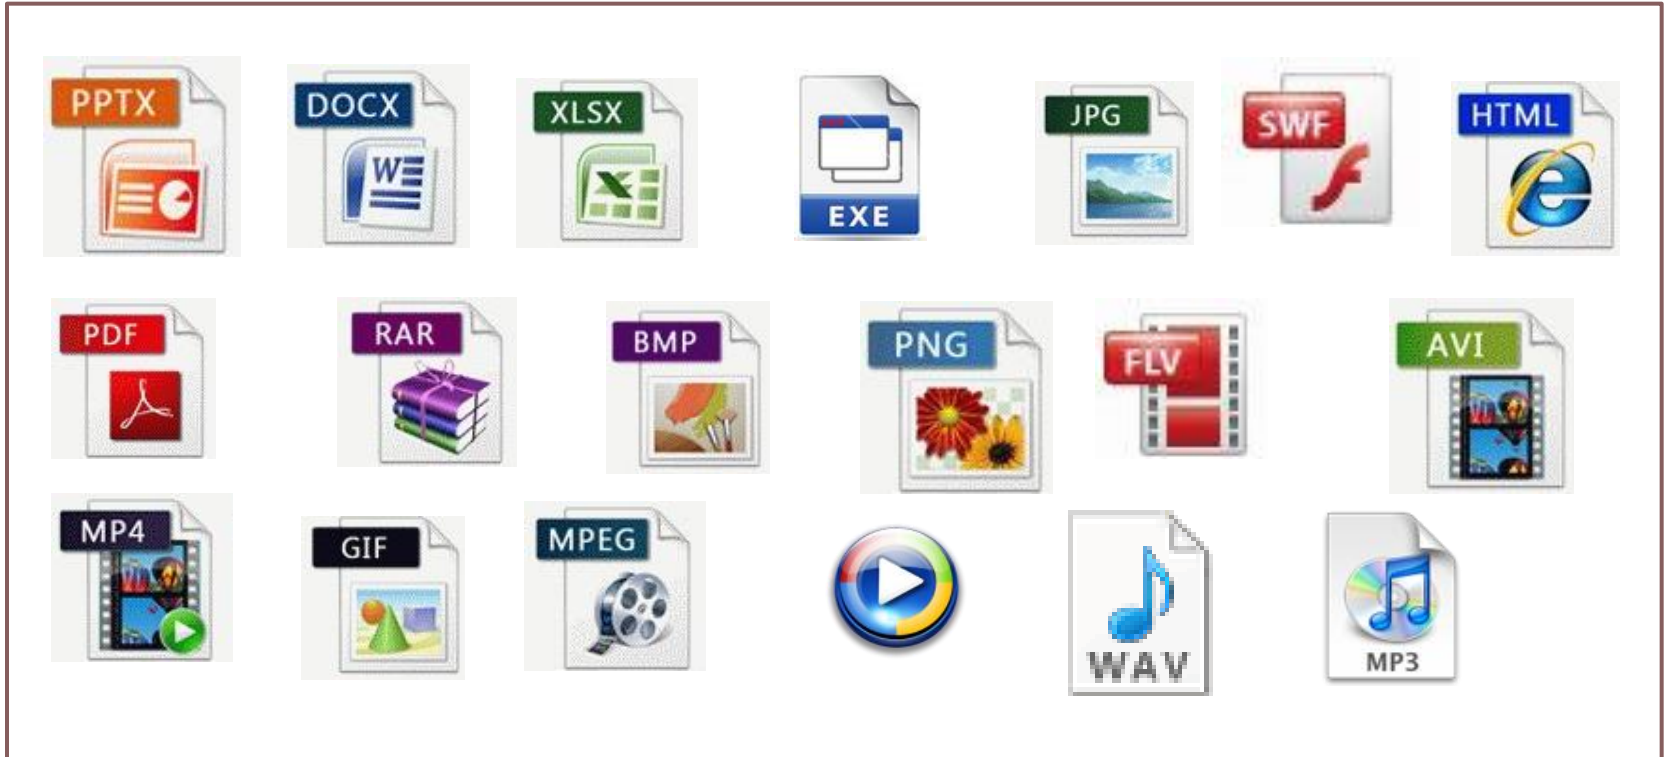 PPTX
DOCX
XLSX
EXE
JPG
SWF
HTML
PDF
RAR
BMP
PNG
FLV
AVI
MP4
GIF
MPEG
WAV
MP3